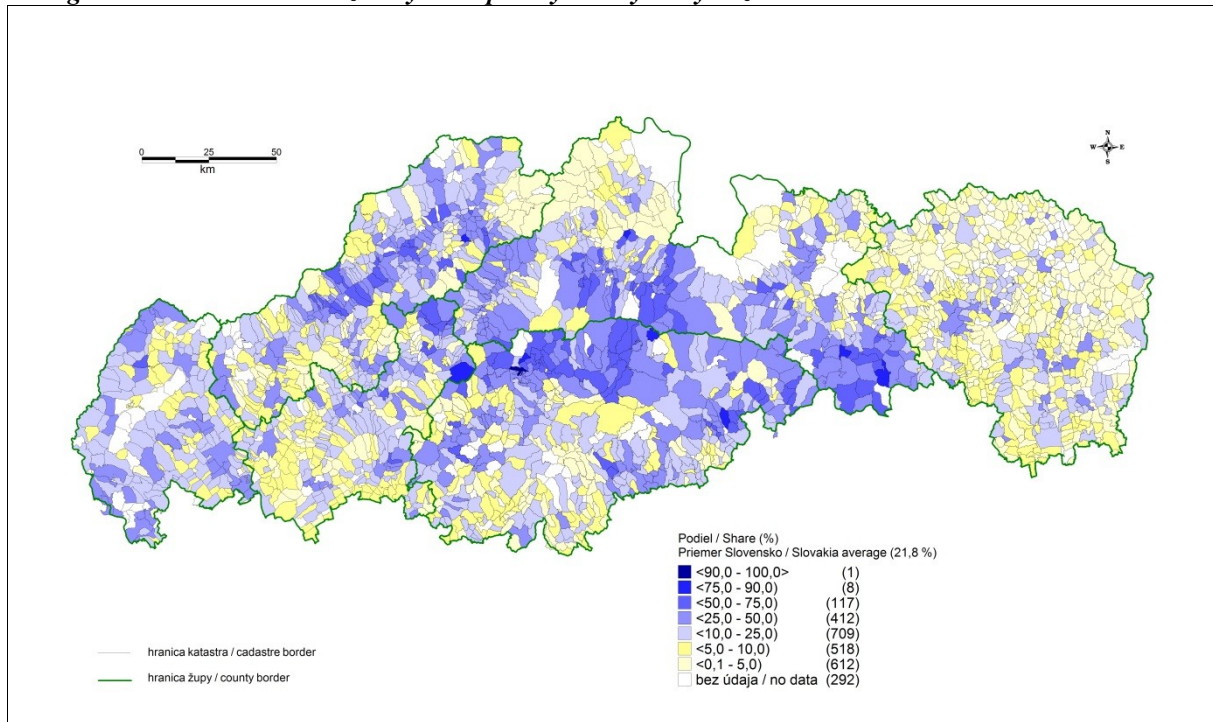 0 25 50
km
N
W E
S
Podiel / Share (%)
Priemer Slovensko / Slovakia average (21,8 %)
<90,0 - 100,0> (1)
<75,0 - 90,0) (8)
<50,0 - 75,0) (117)
<25,0 - 50,0) (412)
<10,0 - 25,0) (709)
<5,0 - 10,0) (518)
<0,1 - 5,0) (612)
bez údaja / no data (292)
hranica katastra / cadastre border
hranica župy / county border